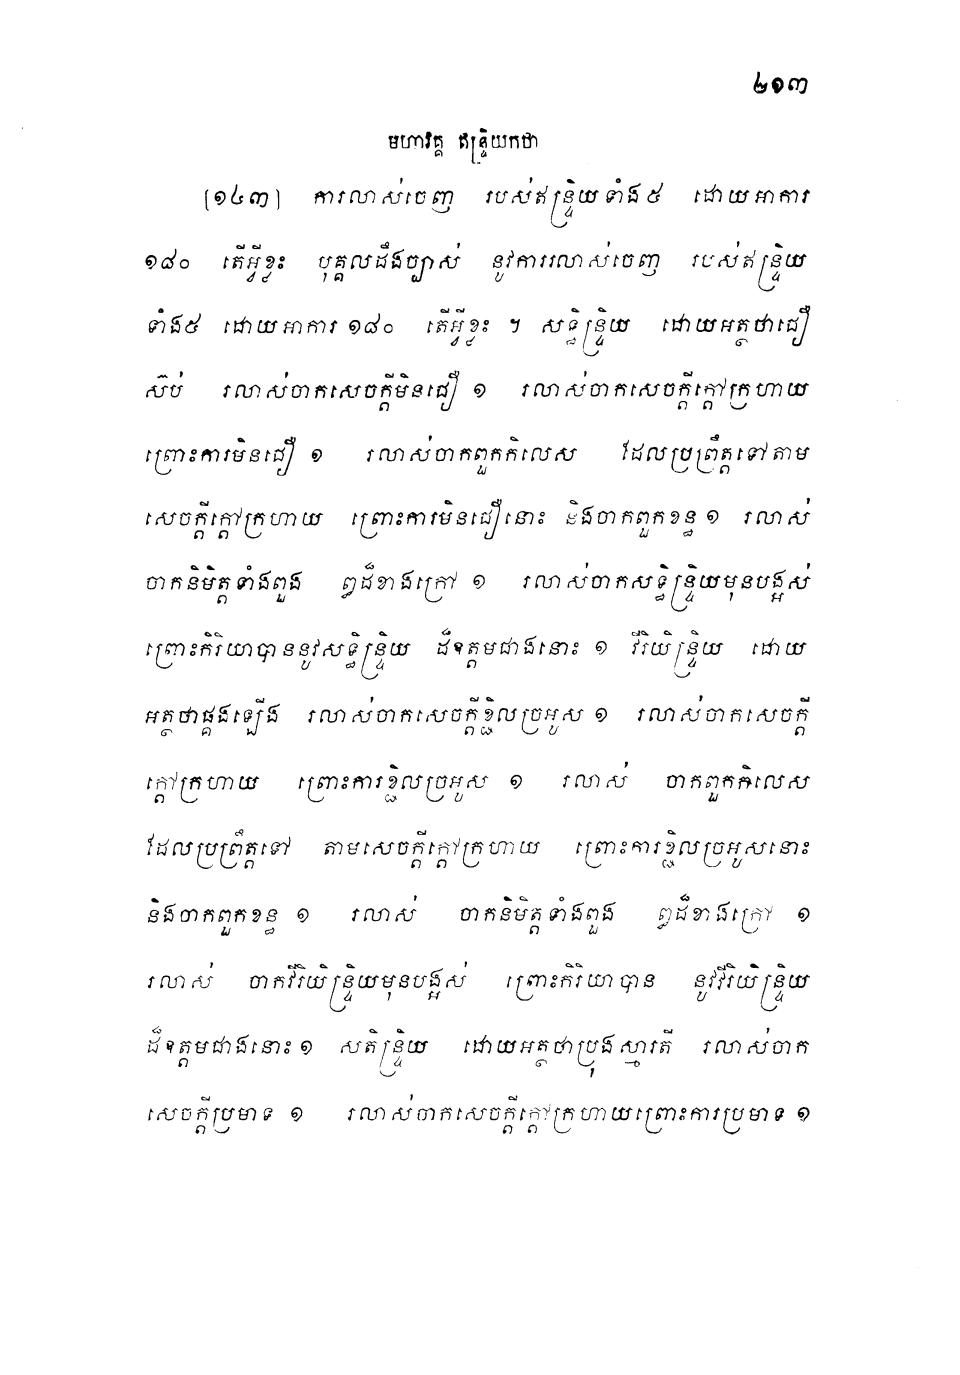 ២១៣
មហាវគ្គ ឥន្ទ្រិយកថា
[១៤៣] ការរលាស់ចេញ របស់ឥន្ទ្រិយទាំង៥ ដោយអាការ
១៨០ តើអ្វីខ្លះ បុគ្គលដឹងច្បាស់ នូវការរលាស់ចេញ របស់ឥន្ទ្រិយ
ទាំង៥ ដោយអាការ ១៨០ តើអ្វីខ្លះ ។ សទ្ធិន្ទ្រិយ ដោយអត្ថថាជឿ
ស៊ប់ រលាស់ចាកសេចក្តីមិនជឿ ១ រលាស់ចាកសេចក្តីក្តៅក្រហាយ
ព្រោះការមិនជឿ ១ រលាស់ចាកពួកកិលេស ដែលប្រព្រឹត្តទៅតាម
សេចក្តីក្តៅក្រហាយ ព្រោះការមិនជឿនោះ និងចាកពួកខន្ធ ១ រលាស់
ចាកនិមិត្តទាំងពួង ឰដ៏ខាងក្រៅ ១ រលាស់ចាកសទ្ធិន្ទ្រិយមុនបង្អស់
ព្រោះកិរិយាបាននូវសទ្ធិន្ទ្រិយ ដ៏ឧត្តមជាងនោះ ១ វីរិយិន្ទ្រិយ ដោយ
អត្ថថាផ្គងឡើង រលាស់ចាកសេចក្តីខ្ជិលច្រអូស ១ រលាស់ចាកសេចក្តី
ក្តៅក្រហាយ ព្រោះការខ្ជិលច្រអូស ១ រលាស់ ចាកពួកកិលេស
ដែលប្រព្រឹត្តទៅ តាមសេចក្តីក្តៅក្រហាយ ព្រោះការខ្ជិលច្រអូសនោះ
និងចាកពួកខន្ធ ១ រលាស់ ចាកនិមិត្តទាំងពួង ឰដ៏ខាងក្រៅ ១
រលាស់ ចាកវីរិយិន្ទ្រិយមុនបង្អស់ ព្រោះកិរិយាបាន នូវវីរិយិន្ទ្រិយ
ដ៏ឧត្តមជាងនោះ ១ សតិន្ទ្រិយ ដោយអត្ថថាប្រុងស្មារតី រលាស់ចាក
សេចក្តីប្រមាទ ១ រលាស់ចាកសេចក្តីក្តៅក្រហាយព្រោះការប្រមាទ ១